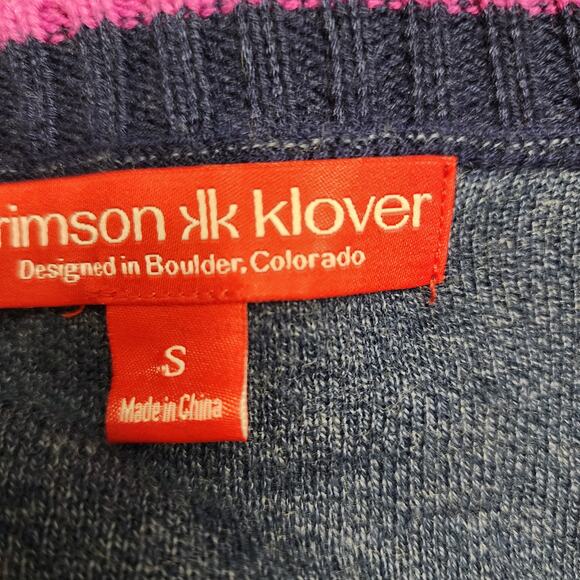 rimson kk klover
Designed in Boulder, Colorado
S
Made in China